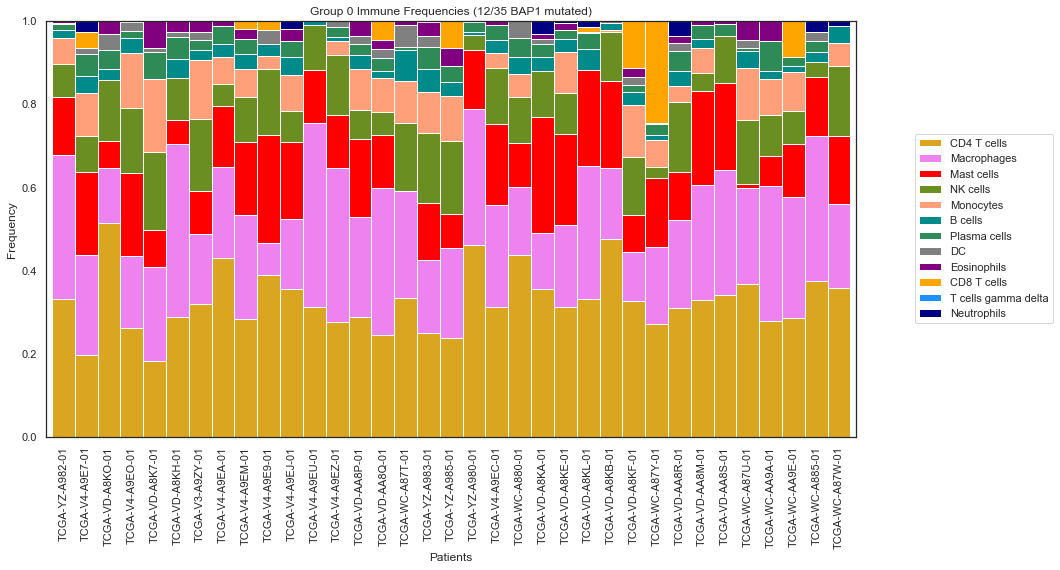 Group 0 Immune Frequencies (12/35 BAP1 mutated)
1.0
0.8
0.6
0.4
0.2
0.0
Frequency
TCGA-YZ-A982-01
TCGA-V4-A9E7-01
TCGA-VD-A8KO-01
TCGA-V4-A9EO-01
TCGA-VD-A8K7-01
TCGA-VD-A8KH-01
TCGA-V3-A9ZY-01
TCGA-V4-A9EA-01
TCGA-V4-A9EM-01
TCGA-V4-A9E9-01
TCGA-V4-A9EJ-01
TCGA-V4-A9EU-01
TCGA-V4-A9EZ-01
TCGA-VD-AA8P-01
TCGA-VD-AA8Q-01
TCGA-WC-A87T-01
TCGA-YZ-A983-01
TCGA-YZ-A985-01
TCGA-YZ-A980-01
TCGA-V4-A9EC-01
TCGA-WC-A880-01
TCGA-VD-A8KA-01
TCGA-VD-A8KE-01
TCGA-VD-A8KL-01
TCGA-VD-A8KB-01
TCGA-VD-A8KF-01
TCGA-WC-A87Y-01
TCGA-VD-AA8R-01
TCGA-VD-AA8M-01
TCGA-VD-AA8S-01
TCGA-WC-A87U-01
TCGA-WC-AA9A-01
TCGA-WC-AA9E-01
TCGA-WC-A885-01
TCGA-WC-A87W-01
Patients
CD4 T cells
Macrophages
Mast cells
NK cells
Monocytes
B cells
Plasma cells
DC
Eosinophils
CD8 T cells
T cells gamma delta
Neutrophils